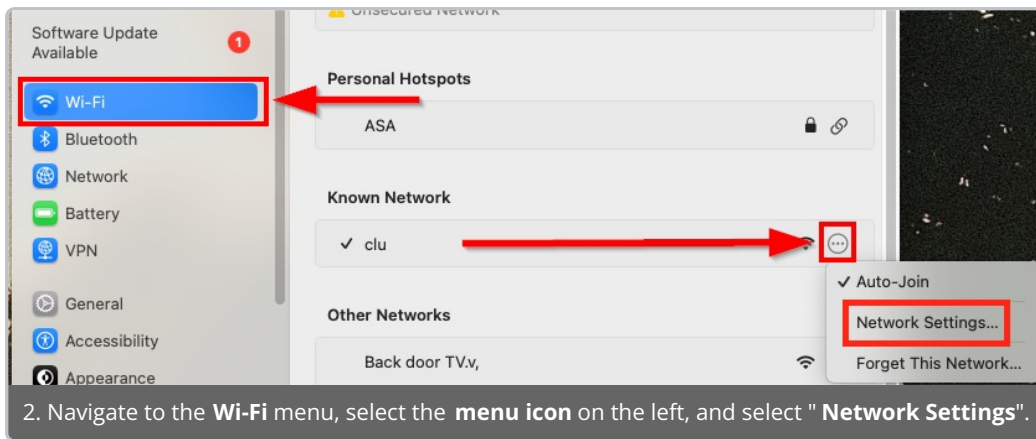 Unsecured Network
Software Update
Available
1
Wi-Fi
Bluetooth
Network
Battery
VPN
General
Accessibility
Appearance
Personal Hotspots
ASA
Known Network
clu
Auto-Join
Network Settings...
Forget This Network...
Other Networks
Back door TV.v,
2. Navigate to the Wi-Fi menu, select the menu icon on the left, and select " Network Settings".